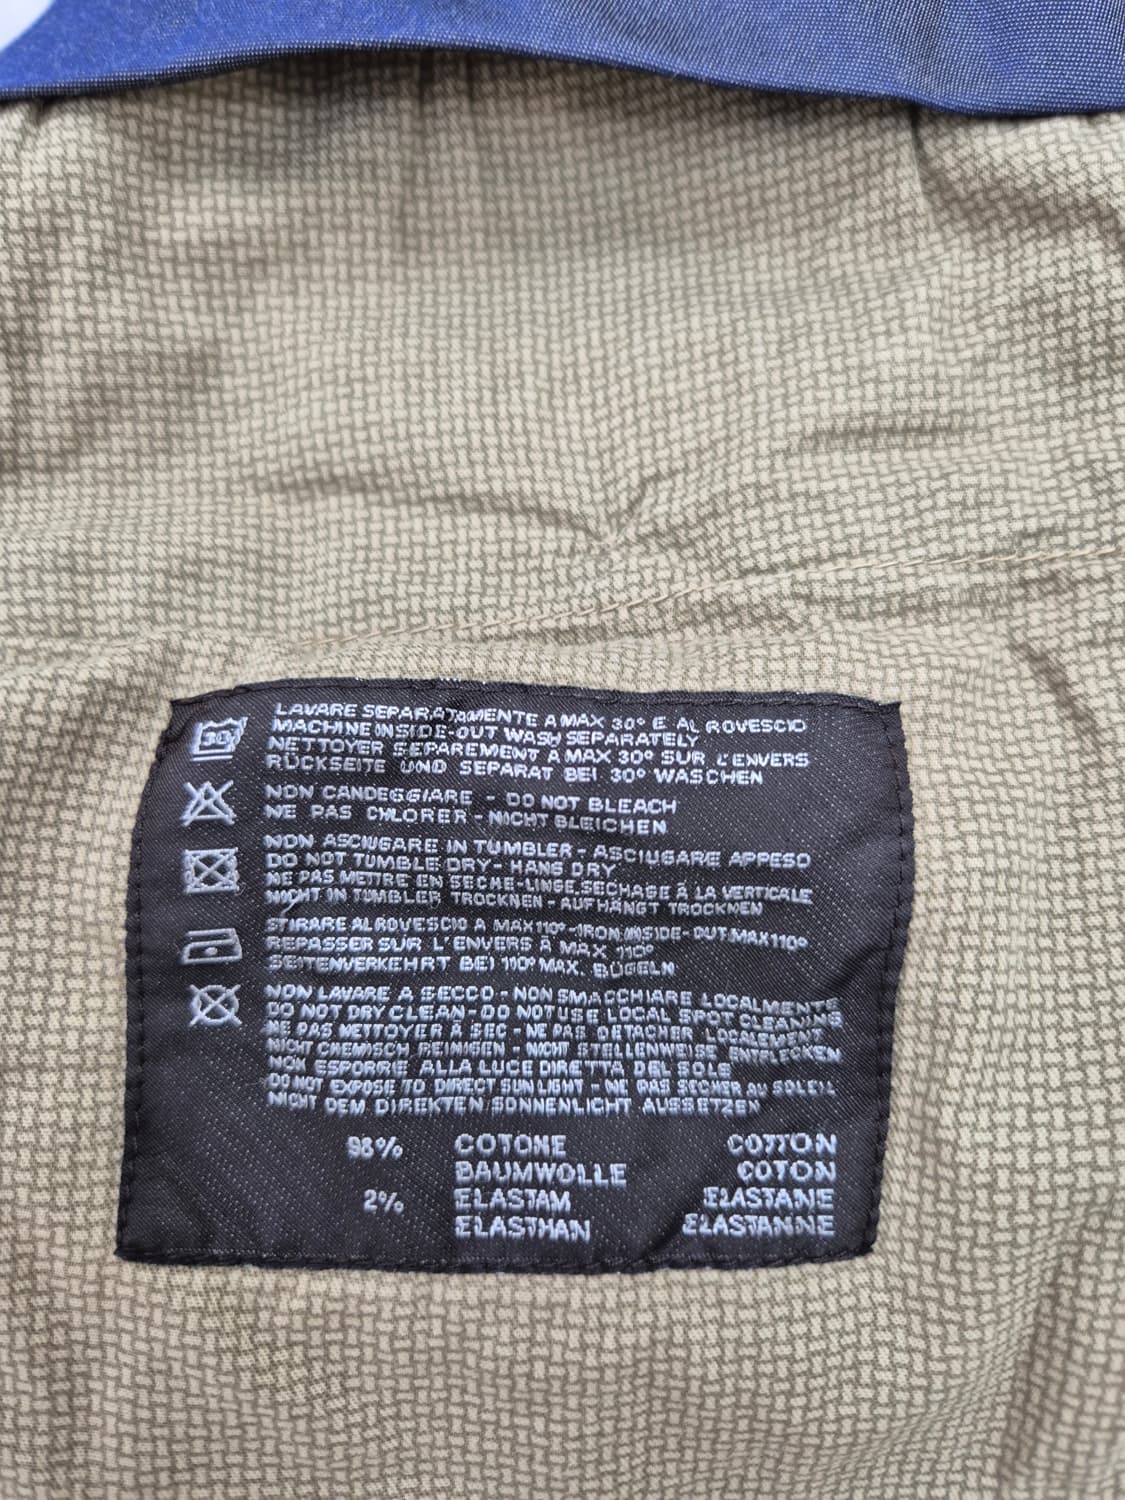 30
LAVARE SEPARATAMENTE A MAX 30° E AL ROVESCIO
MACHINE INSIDE-OUT WASH SEPARATELY
NETTOYER SEPAREMENT À MAX 30° SUR L'ENVERS
RÜCKSEITE UND SEPARAT BEI 30° WASCHEN
NON CANDEGGIARE - DO NOT BLEACH
NE PAS CHLORER - NICHT BLEICHEN
NON ASCIUGARE IN TUMBLER - ASCIUGARE APPESO
DO NOT TUMBLE DRY - HANG DRY
NE PAS METTRE EN SECHE-LINGE, SECHAGE À LA VERTICALE
NICHT IN TUMBLER TROCKNEN - AUFHÄNGT TROCKNEN
STIRARE AL ROVESCIO A MAX 110° - IRON INSIDE-OUT MAX 110°
REPASSER SUR L'ENVERS À MAX 110°
SEITENVERKEHRT BEI 110° MAX. BÜGELN
NON LAVARE A SECCO - NON SMACCHIARE LOCALMENTE
DO NOT DRY CLEAN - DO NOT USE LOCAL SPOT CLEANING
NE PAS NETTOYER À SEC - NE PAS DETACHER LOCALEMENT
NICHT CHEMISCH REINIGEN - NICHT STELLENWEISE ENTFLECKEN
NON ESPORRE ALLA LUCE DIRETTA DEL SOLE
DO NOT EXPOSE TO DIRECT SUN LIGHT - NE PAS SECHER AU SOLEIL
NICHT DEM DIREKTEN SONNENLICHT AUSSETZEN
98% COTONE COTTON
BAUMWOLLE COTON
2% ELASTAM ELASTANE
ELASTHAN ELASTANNE